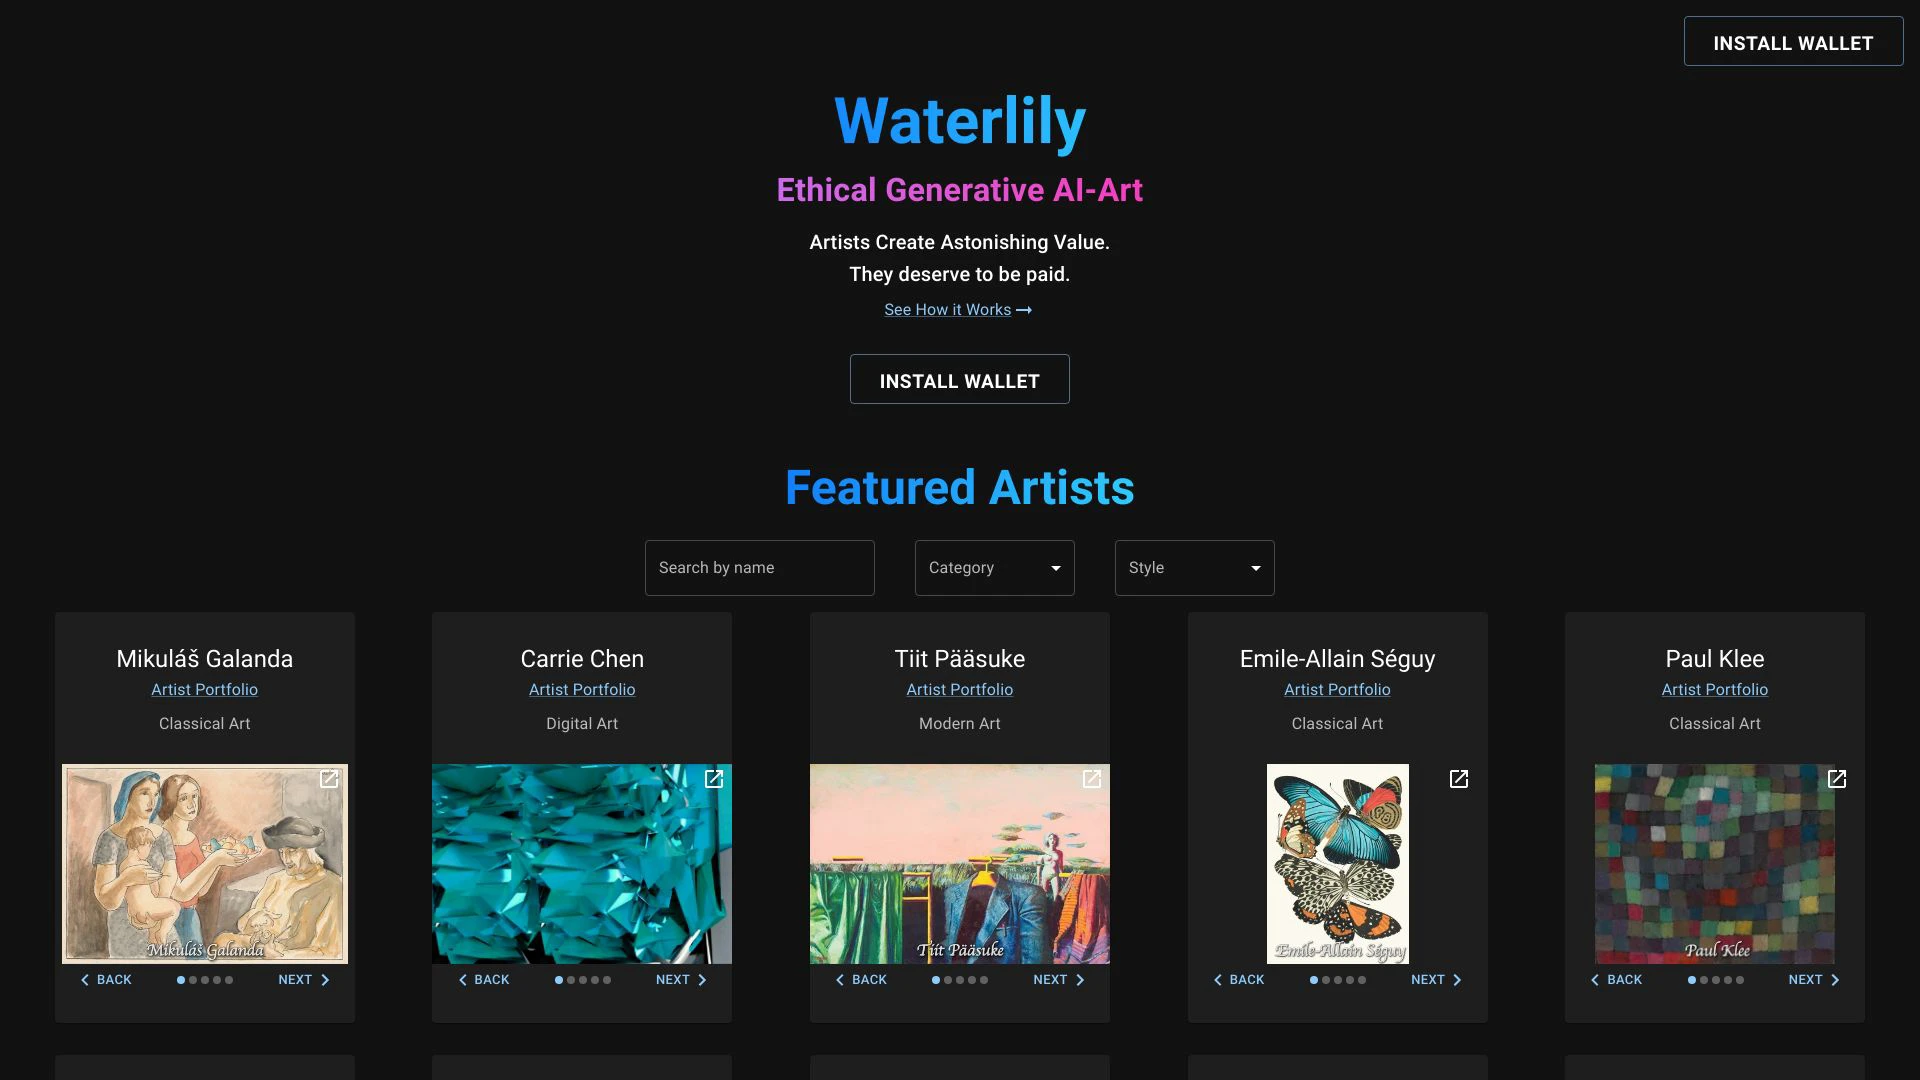 INSTALL WALLET
Waterlily
Ethical Generative AI-Art
Artists Create Astonishing Value.
They deserve to be paid.
See How it Works
INSTALL WALLET
Featured Artists
Search by name
Category
Style
Mikuláš Galanda
Artist Portfolio
Classical Art
Mikuláš Galanda
BACK
NEXT
Carrie Chen
Artist Portfolio
Digital Art
BACK
NEXT
Tiit Pääsuke
Artist Portfolio
Modern Art
Tiit Pääsuke
BACK
NEXT
Emile-Allain Séguy
Artist Portfolio
Classical Art
Emile-Allain Séguy
BACK
NEXT
Paul Klee
Artist Portfolio
Classical Art
Paul Klee
BACK
NEXT